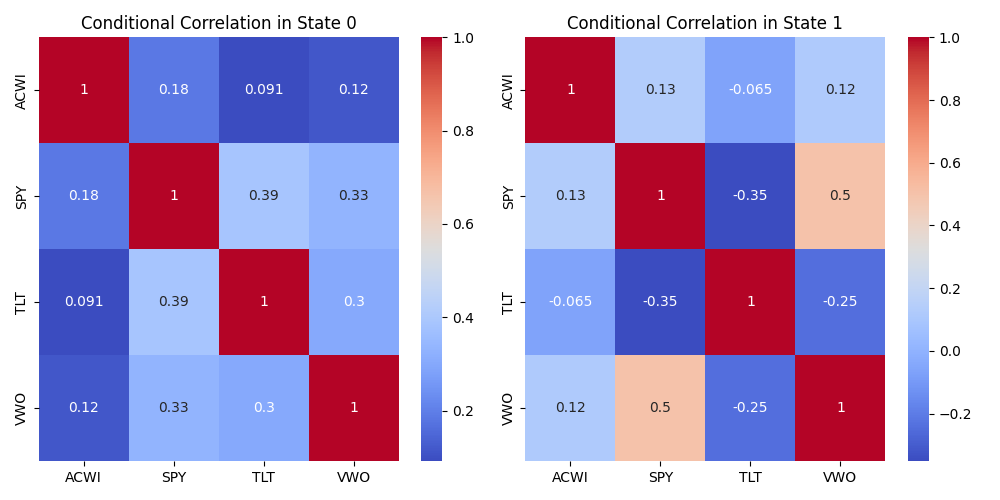 Conditional Correlation in State 0
ACWI 1 0.18 0.091 0.12
SPY 0.18 1 0.39 0.33
TLT 0.091 0.39 1 0.3
VWO 0.12 0.33 0.3 1
ACWI SPY TLT VWO
1.0
0.8
0.6
0.4
0.2
Conditional Correlation in State 1
ACWI 1 0.13 -0.065 0.12
SPY 0.13 1 -0.35 0.5
TLT -0.065 -0.35 1 -0.25
VWO 0.12 0.5 -0.25 1
ACWI SPY TLT VWO
1.0
0.8
0.6
0.4
0.2
0.0
−0.2